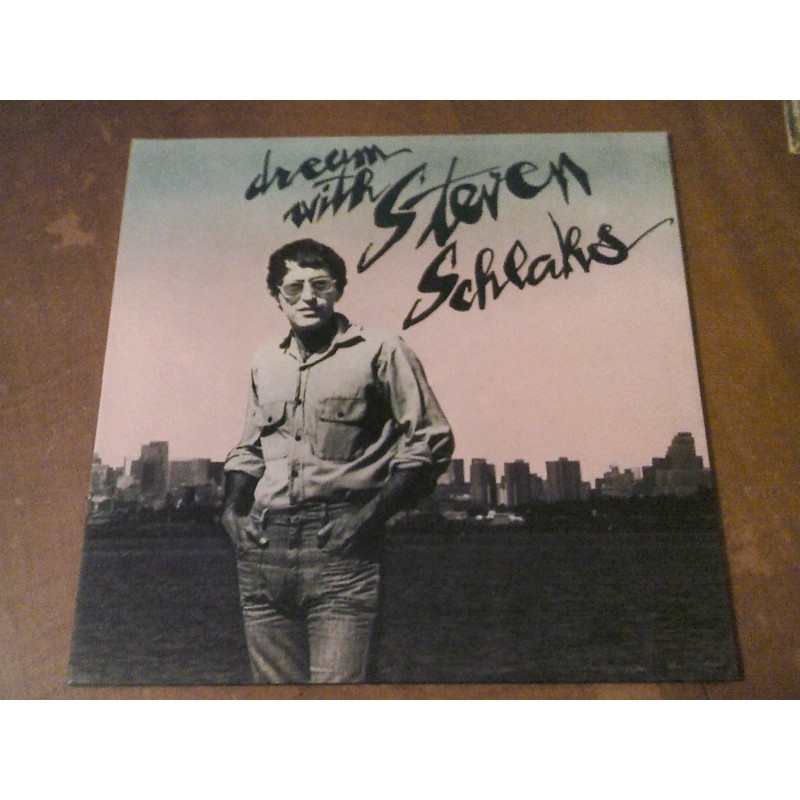 dream
with Steven
Schlaks